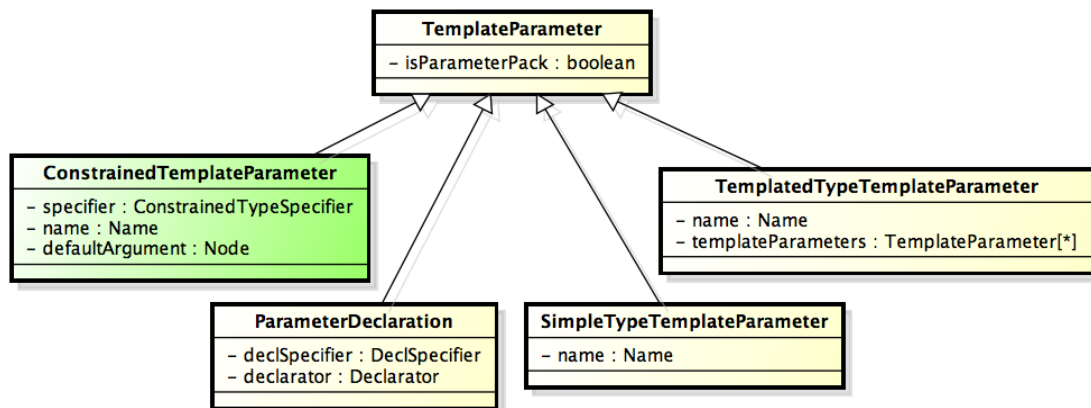 TemplateParameter
- isParameterPack : boolean
ConstrainedTemplateParameter
- specifier : ConstrainedTypeSpecifier
- name : Name
- defaultArgument : Node
TemplatedTypeTemplateParameter
- name : Name
- templateParameters : TemplateParameter[*]
ParameterDeclaration
- declSpecifier : DeclSpecifier
- declarator : Declarator
SimpleTypeTemplateParameter
- name : Name